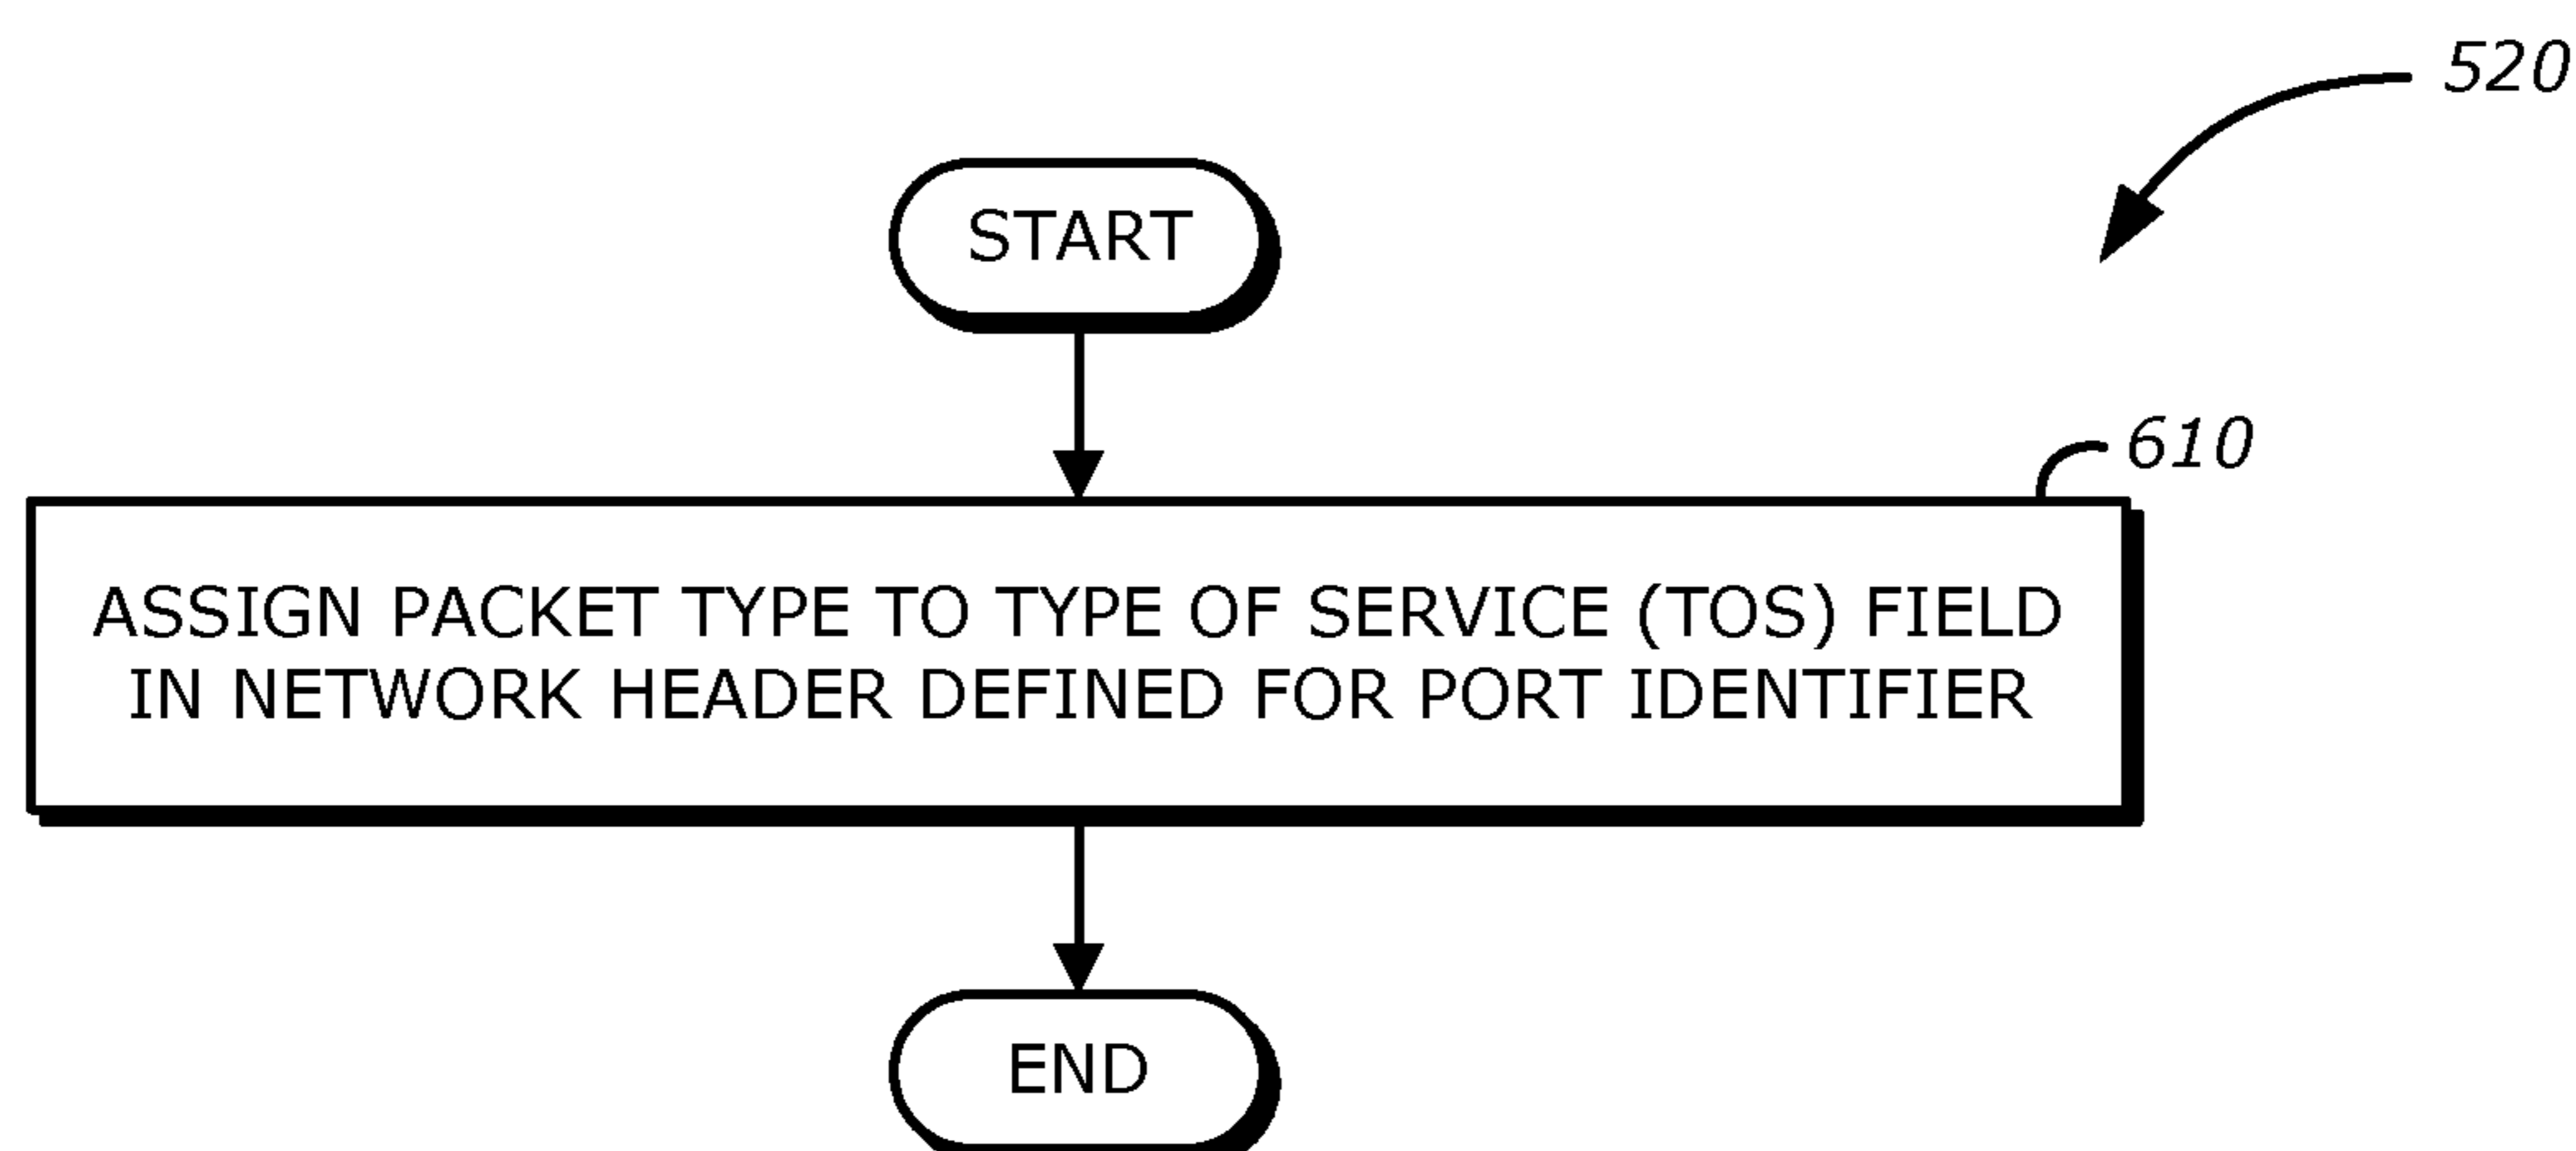 520
START
610
ASSIGN PACKET TYPE TO TYPE OF SERVICE (TOS) FIELD
IN NETWORK HEADER DEFINED FOR PORT IDENTIFIER
END